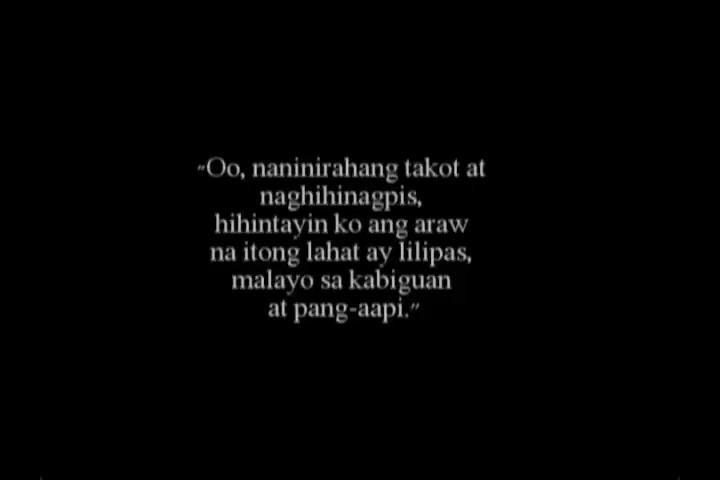 "Oo, naninirahang takot at
naghihinagpis,
hihintayin ko ang araw
na itong lahat ay lilipas,
malayo sa kabiguan
at pang-aapi."